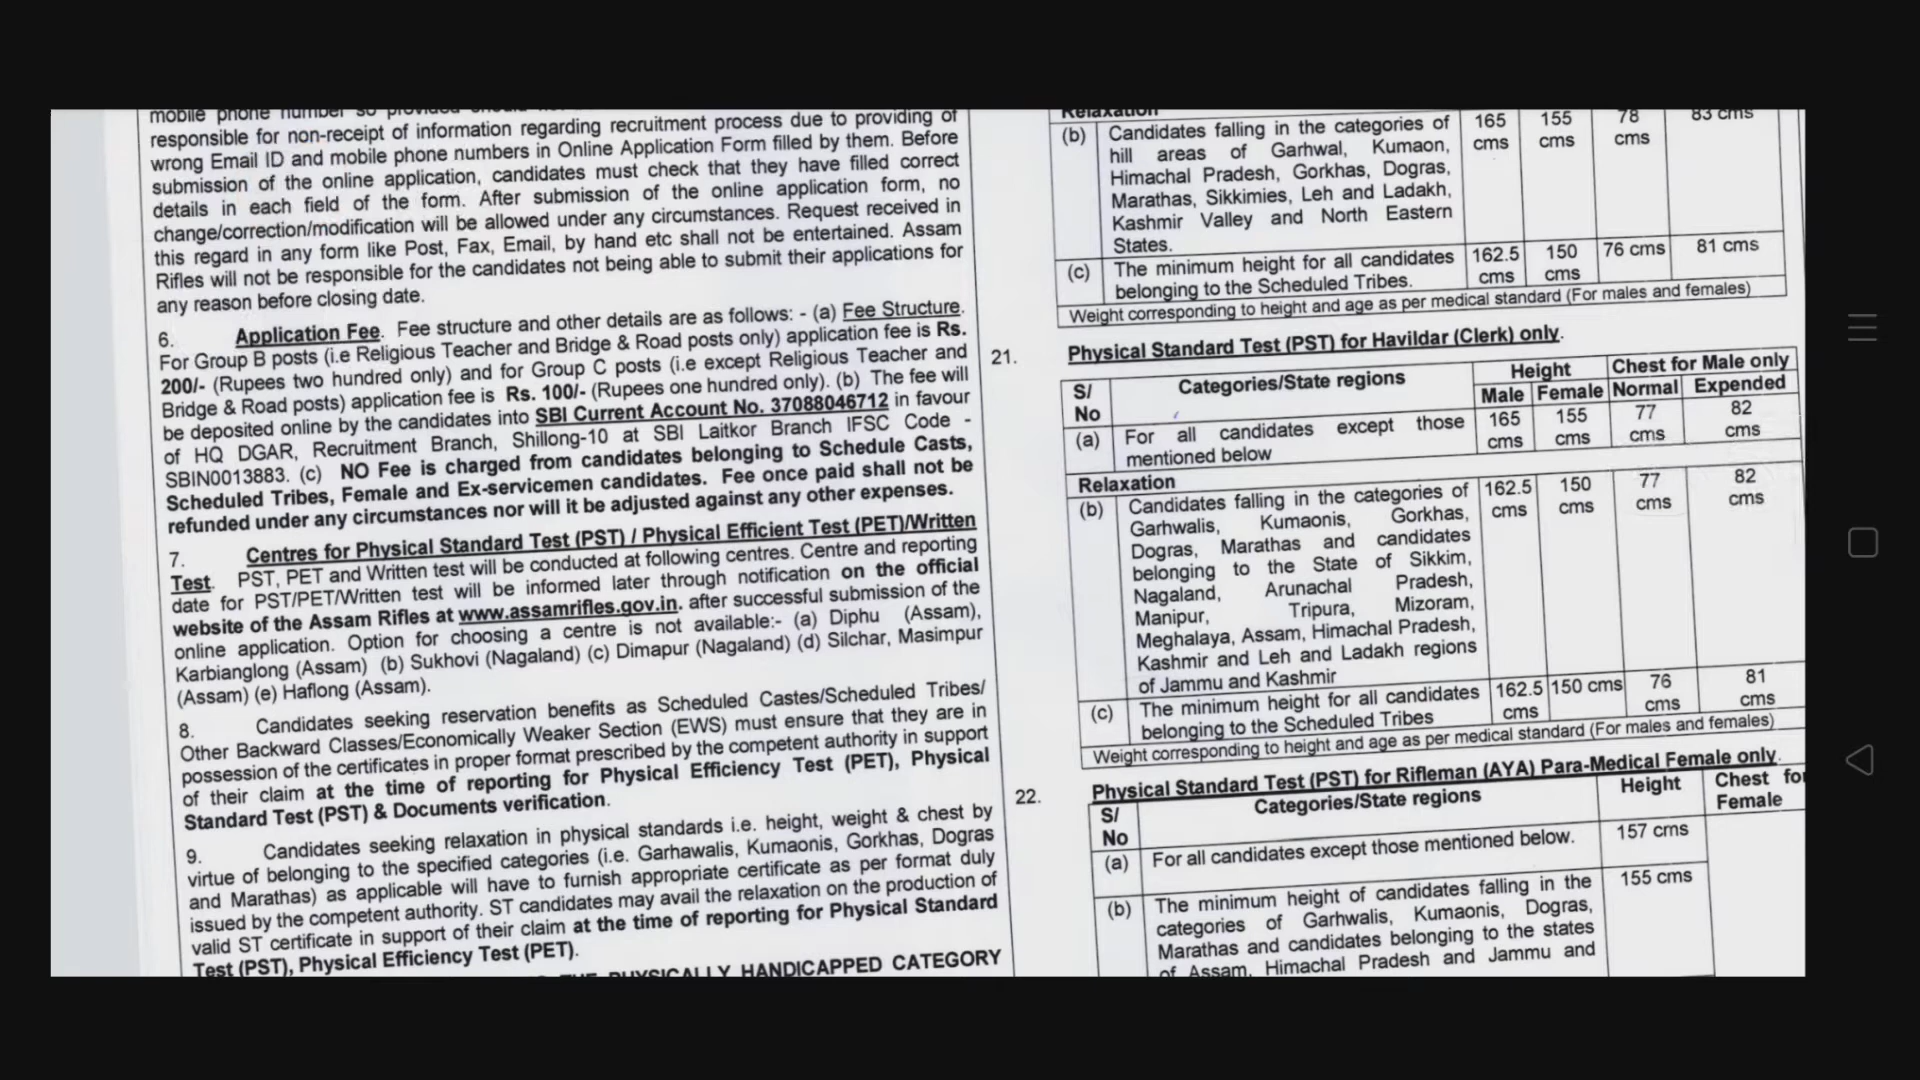 mobile phone number so provided should
responsible for non-receipt of information regarding recruitment process due to providing of
wrong Email ID and mobile phone numbers in Online Application Form filled by them. Before
submission of the online application, candidates must check that they have filled correct
details in each field of the form. After submission of the online application form, no
change/correction/modification will be allowed under any circumstances. Request received in
this regard in any form like Post, Fax, Email, by hand etc shall not be entertained. Assam
Rifles will not be responsible for the candidates not being able to submit their applications for
any reason before closing date.
6. Application Fee. Fee structure and other details are as follows: - (a) Fee Structure.
For Group B posts (i.e Religious Teacher and Bridge & Road posts only) application fee is Rs.
200/- (Rupees two hundred only) and for Group C posts (i.e except Religious Teacher and
Bridge & Road posts) application fee is Rs. 100/- (Rupees one hundred only). (b) The fee will
be deposited online by the candidates into SBI Current Account No. 37088046712 in favour
of HQ DGAR, Recruitment Branch, Shillong-10 at SBI Laitkor Branch IFSC Code -
SBIN0013883. (c) NO Fee is charged from candidates belonging to Schedule Casts,
Scheduled Tribes, Female and Ex-servicemen candidates. Fee once paid shall not be
refunded under any circumstances nor will it be adjusted against any other expenses.
7. Centres for Physical Standard Test (PST) / Physical Efficient Test (PET)/Written
Test. PST, PET and Written test will be conducted at following centres. Centre and reporting
date for PST/PET/Written test will be informed later through notification on the official
website of the Assam Rifles at www.assamrifles.gov.in. after successful submission of the
online application. Option for choosing a centre is not available:- (a) Diphu (Assam),
Karbianglong (Assam) (b) Sukhovi (Nagaland) (c) Dimapur (Nagaland) (d) Silchar, Masimpur
(Assam) (e) Haflong (Assam).
8. Candidates seeking reservation benefits as Scheduled Castes/Scheduled Tribes/
Other Backward Classes/Economically Weaker Section (EWS) must ensure that they are in
possession of the certificates in proper format prescribed by the competent authority in support
of their claim at the time of reporting for Physical Efficiency Test (PET), Physical
Standard Test (PST) & Documents verification.
9. Candidates seeking relaxation in physical standards i.e. height, weight & chest by
virtue of belonging to the specified categories (i.e. Garhawalis, Kumaonis, Gorkhas, Dogras
and Marathas) as applicable will have to furnish appropriate certificate as per format duly
issued by the competent authority. ST candidates may avail the relaxation on the production of
valid ST certificate in support of their claim at the time of reporting for Physical Standard
Test (PST), Physical Efficiency Test (PET).
THE PHYSICALLY HANDICAPPED CATEGORY
Relaxation
(b) Candidates falling in the categories of 165 155 78 83 cms
hill areas of Garhwal, Kumaon, cms cms cms
Himachal Pradesh, Gorkhas, Dogras,
Marathas, Sikkimies, Leh and Ladakh,
Kashmir Valley and North Eastern
States.
(c) The minimum height for all candidates 162.5 150 76 cms 81 cms
belonging to the Scheduled Tribes. cms cms
Weight corresponding to height and age as per medical standard (For males and females)
21. Physical Standard Test (PST) for Havildar (Clerk) only.
S/ Categories/State regions Height Chest for Male only
No Male Female Normal Expended
(a) For all candidates except those 165 155 77 82
mentioned below cms cms cms cms
Relaxation
(b) Candidates falling in the categories of 162.5 150 77 82
Garhwalis, Kumaonis, Gorkhas, cms cms cms cms
Dogras, Marathas and candidates
belonging to the State of Sikkim,
Nagaland, Arunachal Pradesh,
Manipur, Tripura, Mizoram,
Meghalaya, Assam, Himachal Pradesh,
Kashmir and Leh and Ladakh regions
of Jammu and Kashmir
(c) The minimum height for all candidates 162.5 150 cms 76 81
belonging to the Scheduled Tribes cms cms cms
Weight corresponding to height and age as per medical standard (For males and females)
22. Physical Standard Test (PST) for Rifleman (AYA) Para-Medical Female only.
S/ Categories/State regions Height Chest for
No Female
(a) For all candidates except those mentioned below. 157 cms
(b) The minimum height of candidates falling in the 155 cms
categories of Garhwalis, Kumaonis, Dogras,
Marathas and candidates belonging to the states
of Assam, Himachal Pradesh and Jammu and